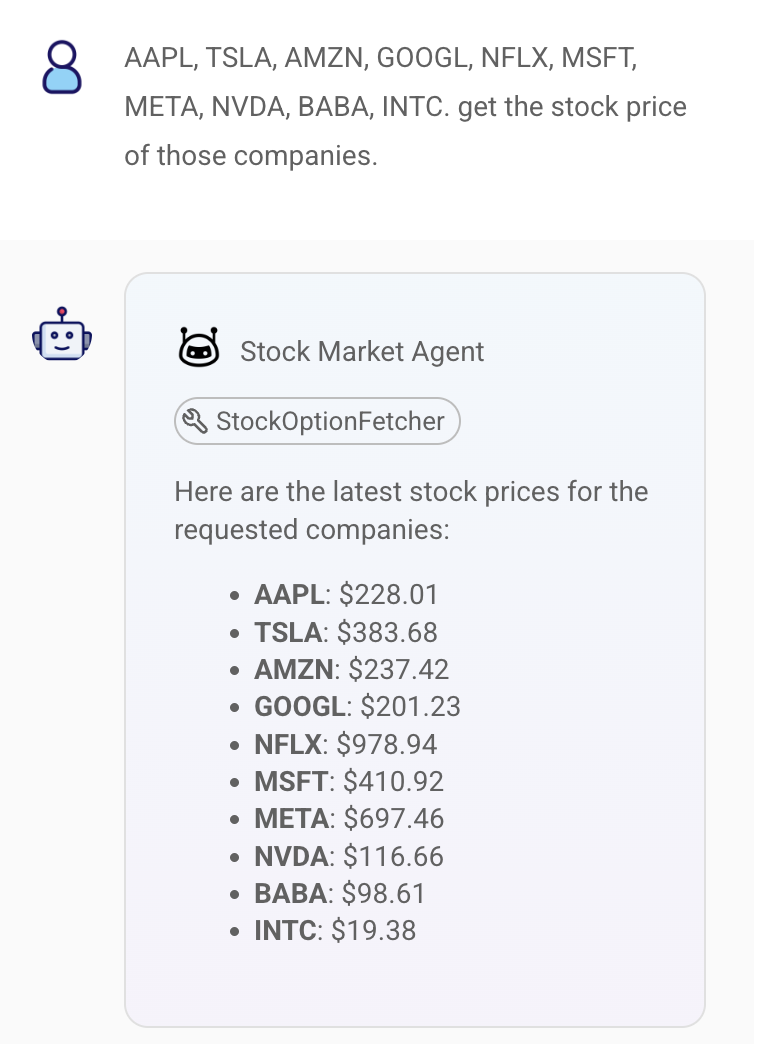 AAPL, TSLA, AMZN, GOOGL, NFLX, MSFT,
META, NVDA, BABA, INTC. get the stock price
of those companies.
Stock Market Agent
StockOptionFetcher
Here are the latest stock prices for the
requested companies:
• AAPL: $228.01
• TSLA: $383.68
• AMZN: $237.42
• GOOGL: $201.23
• NFLX: $978.94
• MSFT: $410.92
• META: $697.46
• NVDA: $116.66
• BABA: $98.61
• INTC: $19.38